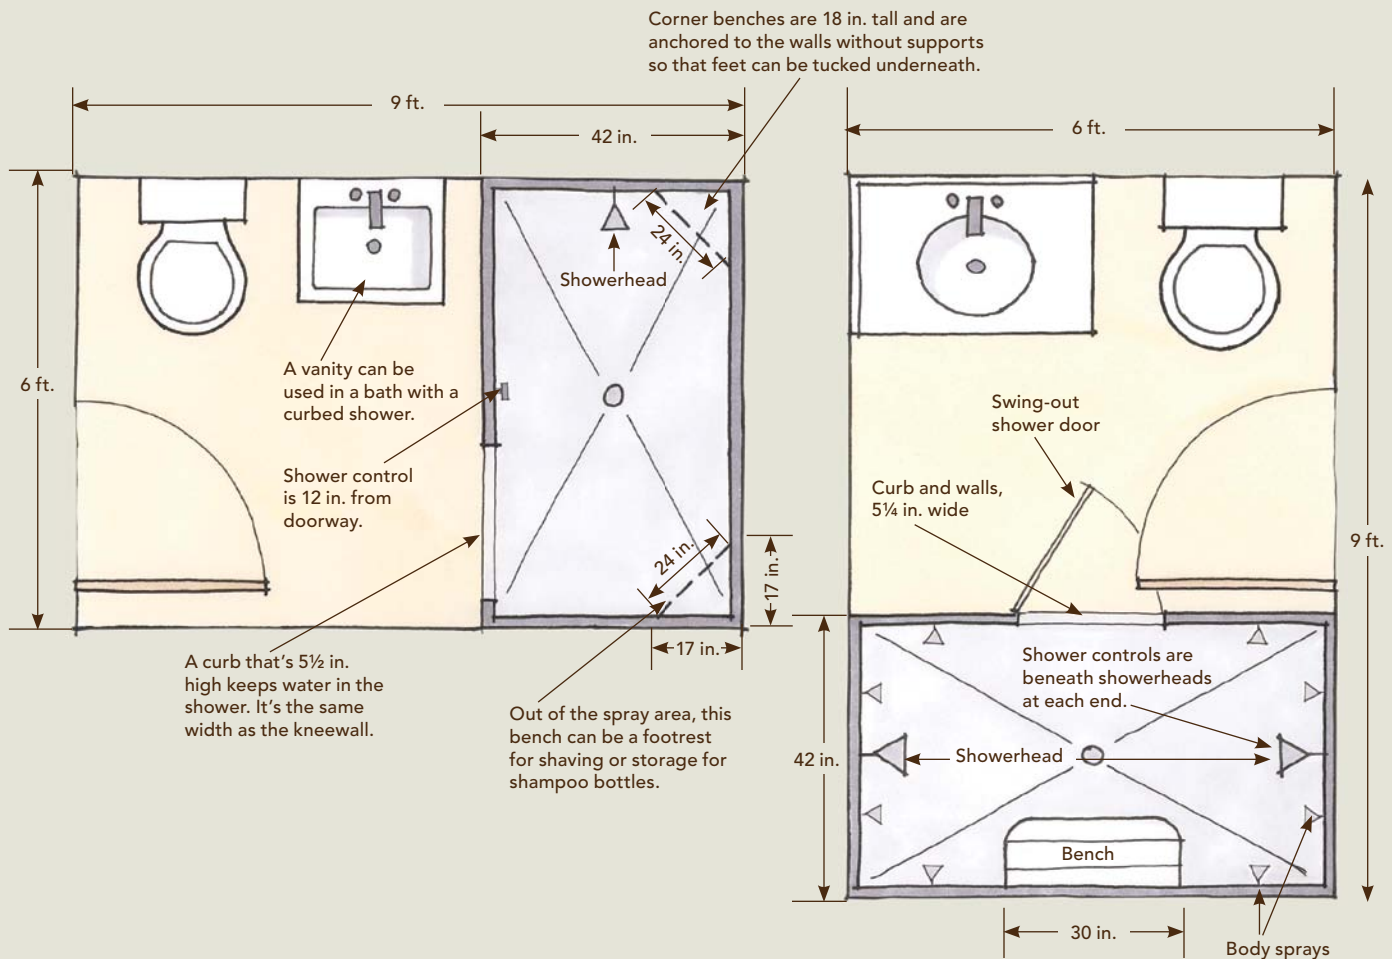 Corner benches are 18 in. tall and are
anchored to the walls without supports
so that feet can be tucked underneath.
9 ft.
42 in.
6 ft.
24 in.
Showerhead
A vanity can be
used in a bath with a
curbed shower.
6 ft.
Shower control
is 12 in. from
doorway.
24 in.
17 in.
17 in.
A curb that's 5½ in.
high keeps water in the
shower. It's the same
width as the kneewall.
Out of the spray area, this
bench can be a footrest
for shaving or storage for
shampoo bottles.
Swing-out
shower door
Curb and walls,
5¼ in. wide
9 ft.
Shower controls are
beneath showerheads
at each end.
Showerhead
42 in.
Bench
30 in.
Body sprays